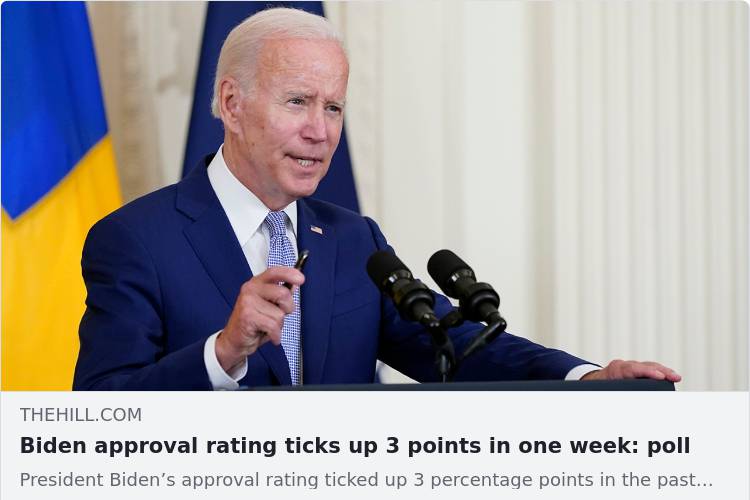 THEHILL.COM
Biden approval rating ticks up 3 points in one week: poll
President Biden’s approval rating ticked up 3 percentage points in the past…